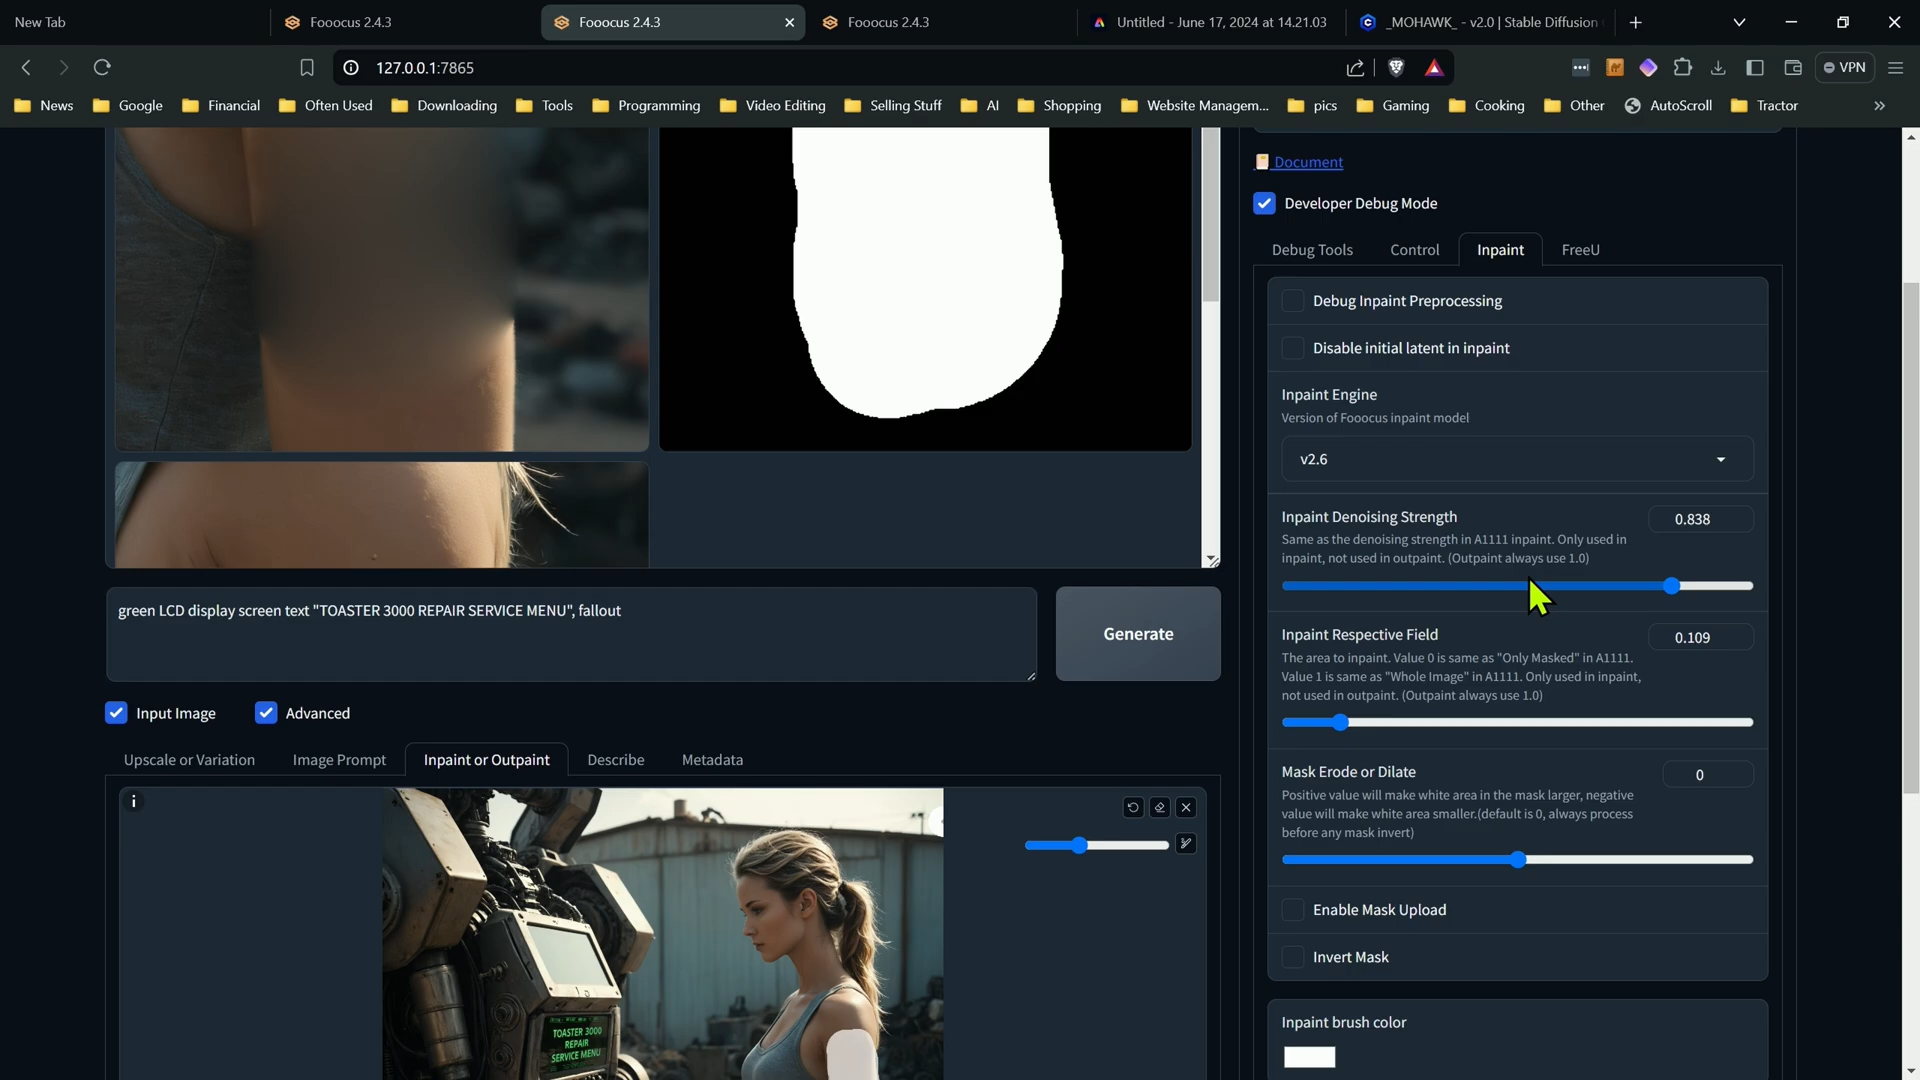 New Tab
Fooocus 2.4.3
Fooocus 2.4.3
Fooocus 2.4.3
Untitled - June 17, 2024 at 14.21.03
_MOHAWK_ - v2.0 | Stable Diffusion
127.0.0.1:7865
VPN
News
Google
Financial
Often Used
Downloading
Tools
Programming
Video Editing
Selling Stuff
AI
Shopping
Website Managem...
pics
Gaming
Cooking
Other
AutoScroll
Tractor
Document
Developer Debug Mode
Debug Tools
Control
Inpaint
FreeU
Debug Inpaint Preprocessing
Disable initial latent in inpaint
Inpaint Engine
Version of Fooocus inpaint model
v2.6
Inpaint Denoising Strength
0.838
Same as the denoising strength in A1111 inpaint. Only used in
inpaint, not used in outpaint. (Outpaint always use 1.0)
Inpaint Respective Field
0.109
The area to inpaint. Value 0 is same as "Only Masked" in A1111.
Value 1 is same as "Whole Image" in A1111. Only used in inpaint,
not used in outpaint. (Outpaint always use 1.0)
Mask Erode or Dilate
0
Positive value will make white area in the mask larger, negative
value will make white area smaller.(default is 0, always process
before any mask invert)
Enable Mask Upload
Invert Mask
Inpaint brush color
green LCD display screen text "TOASTER 3000 REPAIR SERVICE MENU", fallout
Generate
Input Image
Advanced
Upscale or Variation
Image Prompt
Inpaint or Outpaint
Describe
Metadata
TOASTER 3000
REPAIR
SERVICE MENU